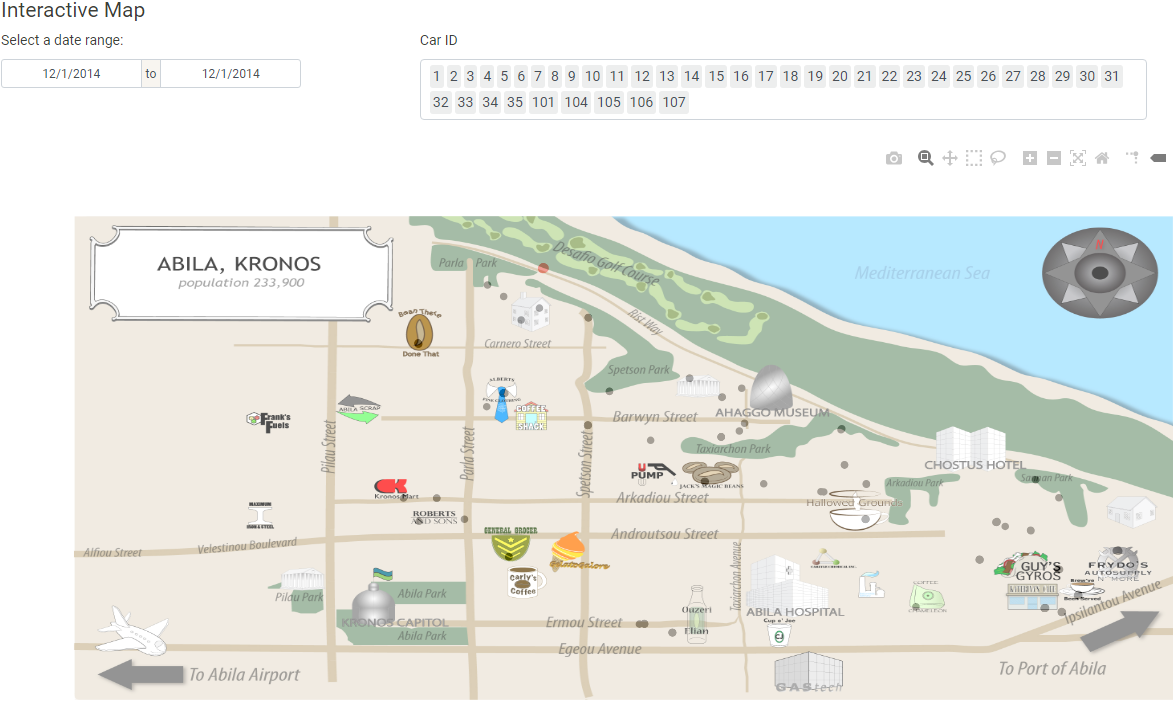 Interactive Map
Select a date range:
Car ID
12/1/2014 to 12/1/2014
1 2 3 4 5 6 7 8 9 10 11 12 13 14 15 16 17 18 19 20 21 22 23 24 25 26 27 28 29 30 31
32 33 34 35 101 104 105 106 107
ABILA, KRONOS
population 233,900
Parla Park
Desafio Golf Course
Mediterranean Sea
N
Bean There
Done That
Carnero Street
Rist Way
Spetson Park
ALBERTS
FINE CLOTHING
COFFEE
SHACK
ABILA SCRAP
Frank's
Fuels
Barwyn Street
AHAGGO MUSEUM
Pilau Street
Parla Street
Spetson Street
Taxiarchon Park
CHOSTUS HOTEL
U
PUMP
JACK'S MAGIC BEANS
Arkadiou Park
Kronos Mart
Arkadiou Street
Hallowed Grounds
MAXIMUM
IRON & STEEL
ROBERTS
AND SONS
GENERAL GROCER
Androutsou Street
Alfiou Street
Velestinou Boulevard
Taxiarchon Avenue
GUY'S
GYROS
FRYDO'S
AUTOSUPPLY
N' MORE
Carly's
Coffee
Pilau Park
Abila Park
KRONOS CAPITOL
Abila Park
Ouzeri
Elian
ABILA HOSPITAL
COFFEE
CHAMELEON
Brew've
Been Served
Ipsilantou Avenue
Ermou Street
Cup o' Joe
Egeou Avenue
To Abila Airport
GAStech
To Port of Abila